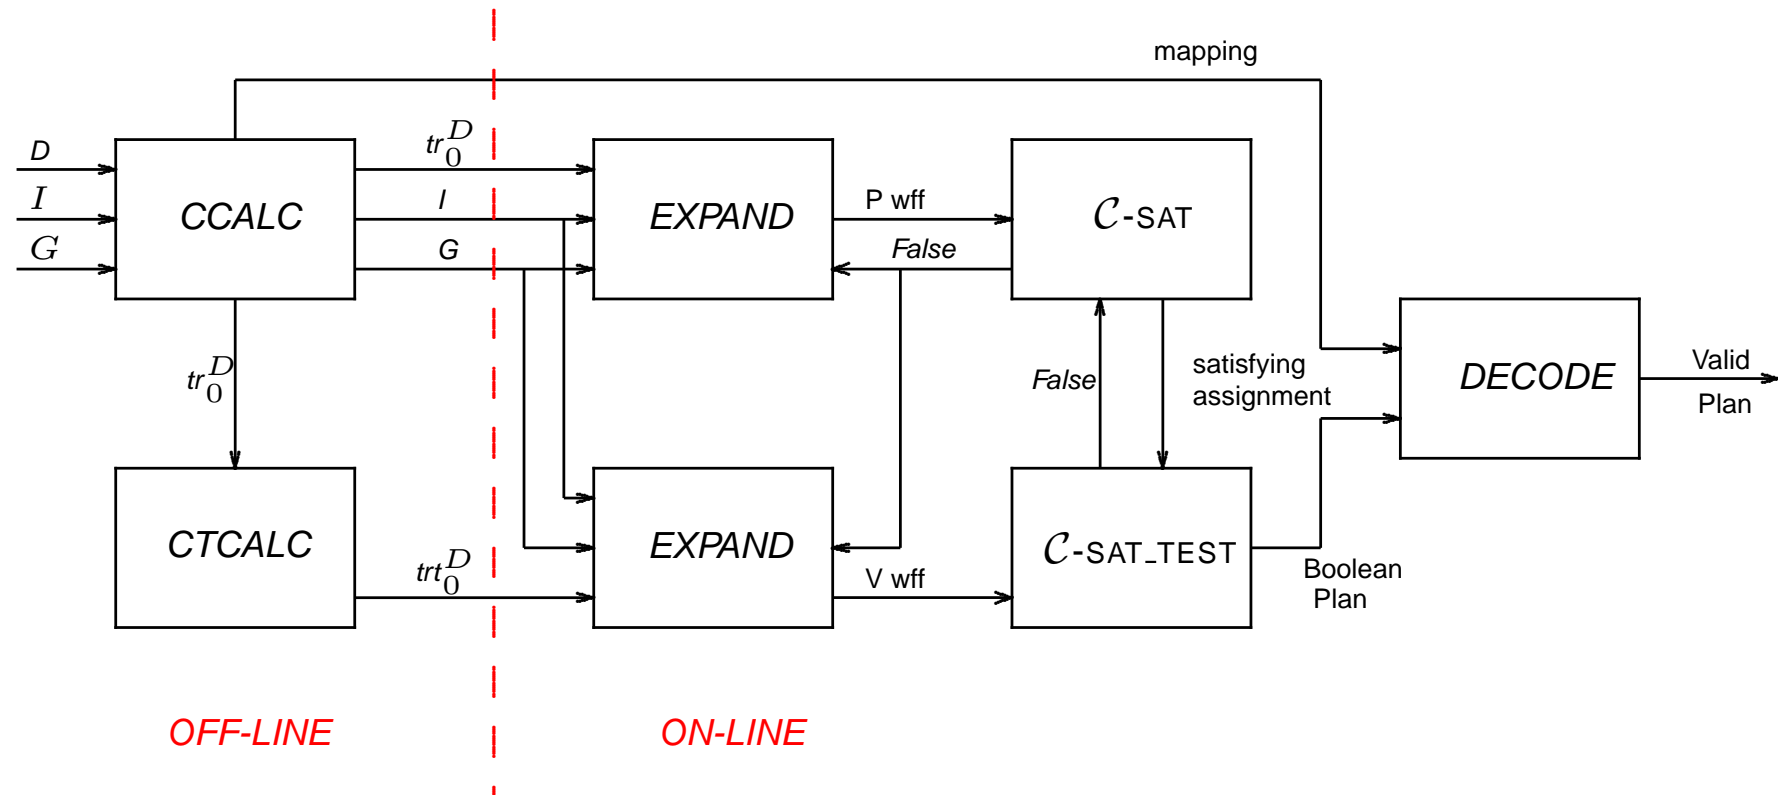 mapping
D
I
G
CCALC
tr₀ᴰ
I
G
EXPAND
P wff
False
C-SAT
tr₀ᴰ
False
satisfying
assignment
DECODE
Valid
Plan
CTCALC
trt₀ᴰ
EXPAND
V wff
C-SAT_TEST
Boolean
Plan
OFF-LINE
ON-LINE